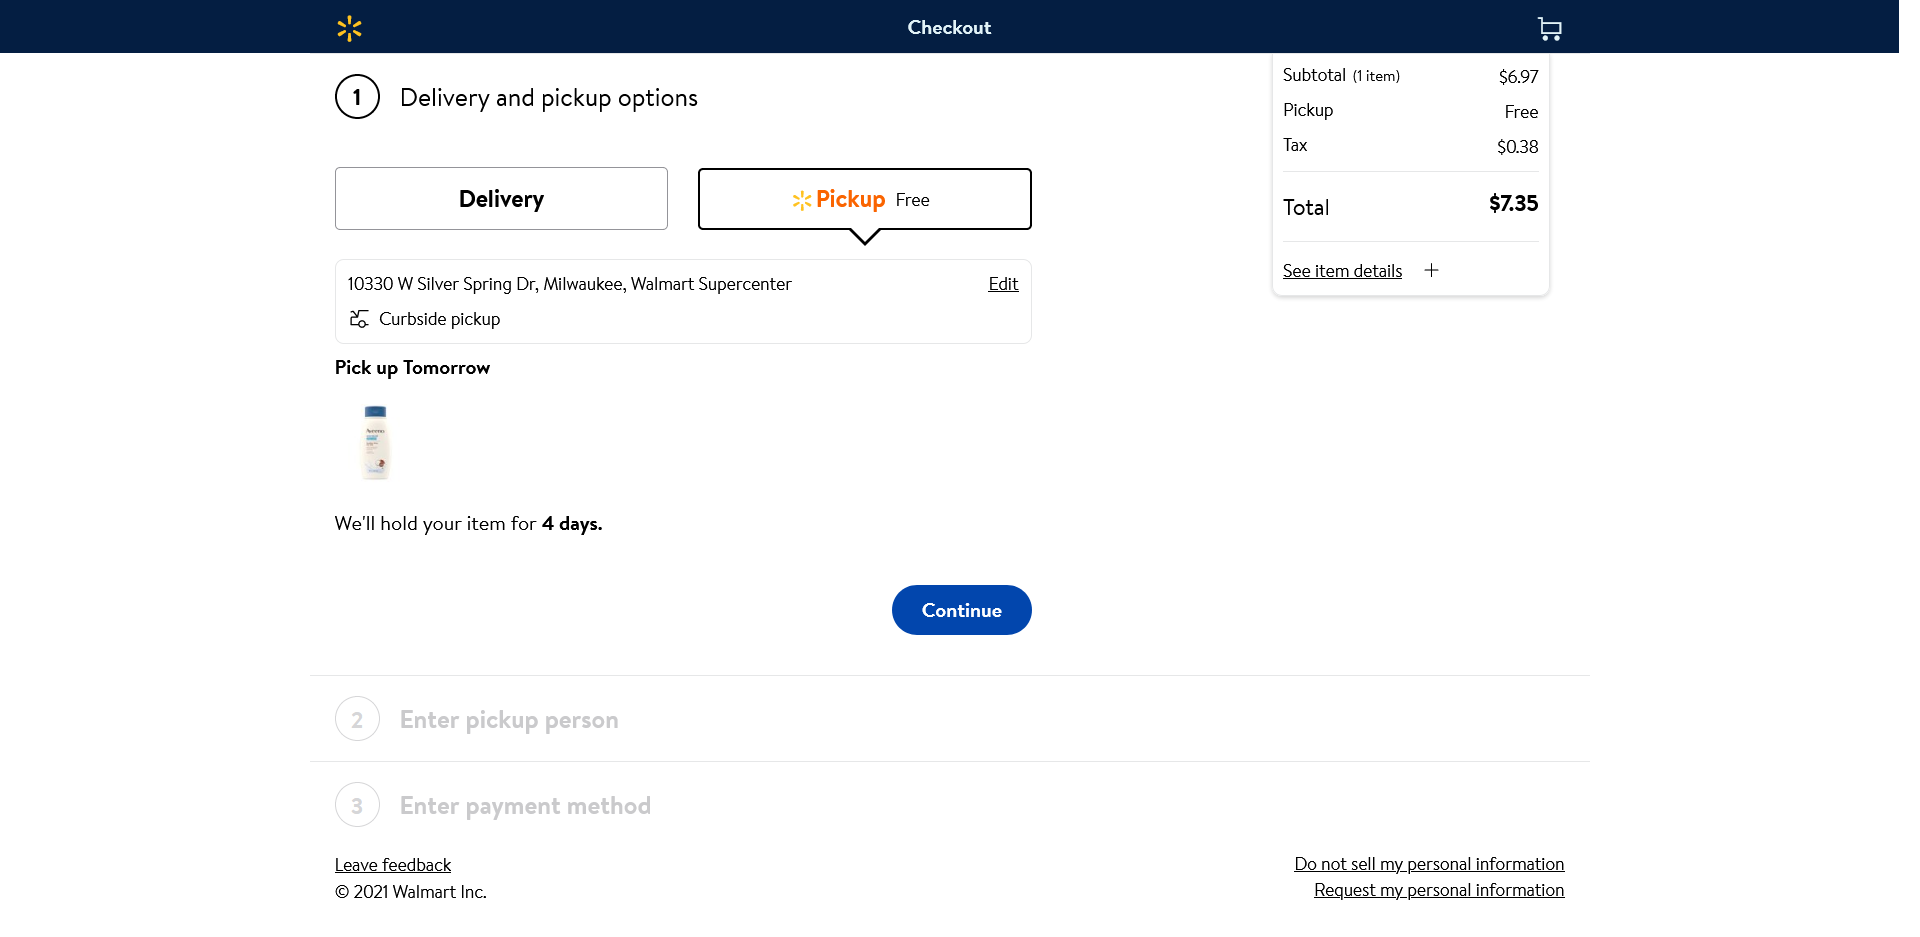 Checkout
1 Delivery and pickup options
Delivery
Pickup Free
10330 W Silver Spring Dr, Milwaukee, Walmart Supercenter Edit
Curbside pickup
Pick up Tomorrow
Aveeno
We'll hold your item for 4 days.
Continue
2 Enter pickup person
3 Enter payment method
Subtotal (1 item) $6.97
Pickup Free
Tax $0.38
Total $7.35
See item details
Leave feedback
© 2021 Walmart Inc.
Do not sell my personal information
Request my personal information